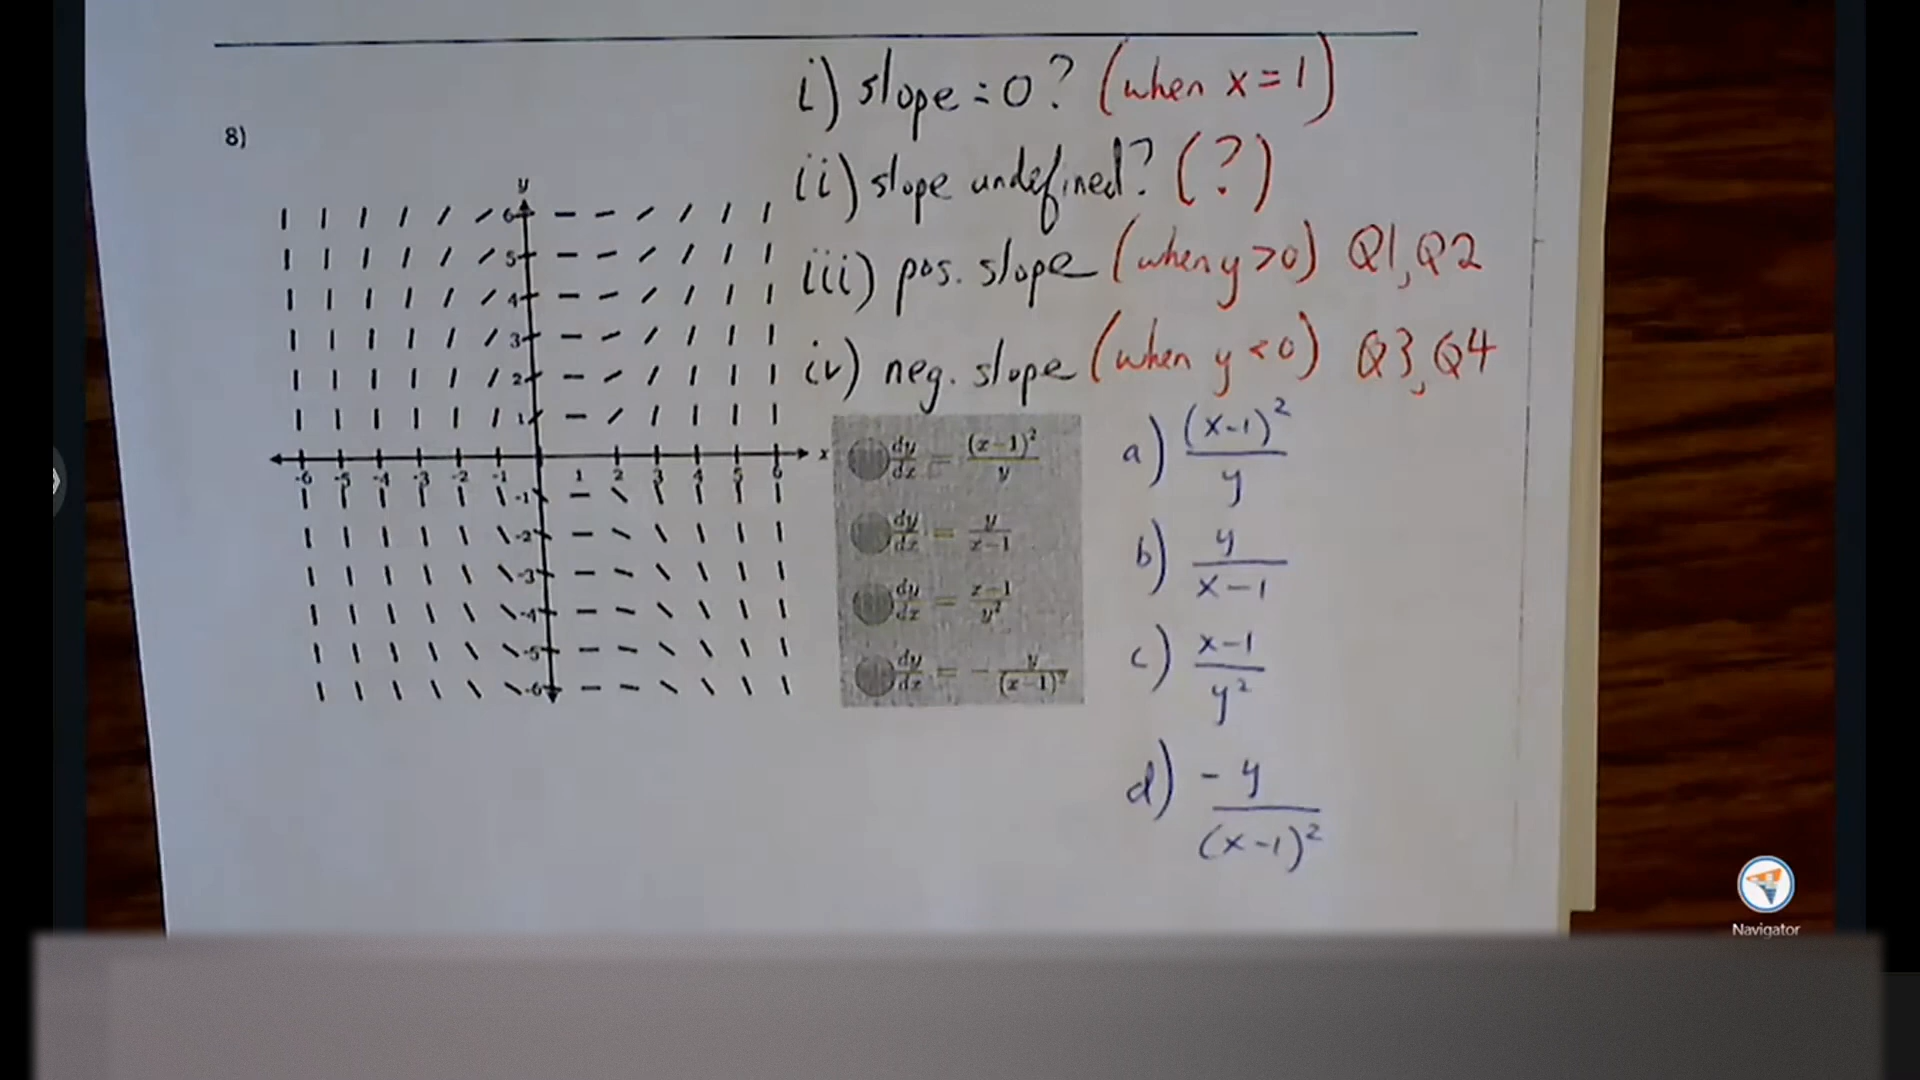 i) slope = 0? (when x = 1)
8)
ii) slope undefined? (?)
iii) pos. slope (when y > 0) Q1, Q2
iv) neg. slope (when y < 0) Q3, Q4
y
6
5
4
3
2
1
-6 -5 -4 -3 -2 -1 1 2 3 4 5 6 x
-1
-2
-3
-4
-5
-6
dy/dx = (x-1)²/y
dy/dx = y/x-1
dy/dx = x-1/y²
dy/dx = - y/(x-1)²
a) (x-1)²/y
b) y/x-1
c) x-1/y²
d) -y/(x-1)²
Navigator